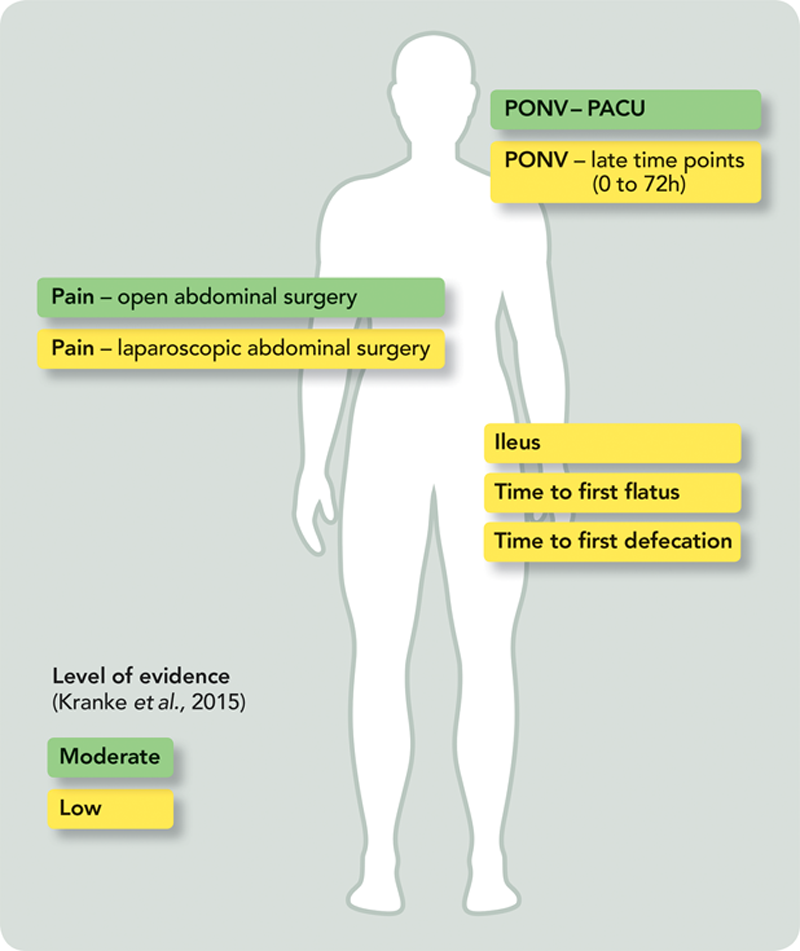 PONV – PACU
PONV – late time points
(0 to 72h)
Pain – open abdominal surgery
Pain – laparoscopic abdominal surgery
Ileus
Time to first flatus
Time to first defecation
Level of evidence
(Kranke et al., 2015)
Moderate
Low